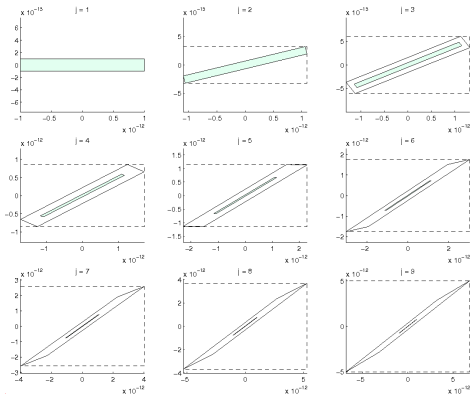 x 10⁻¹⁵ j = 1
6
4
2
0
-2
-4
-6
-1 -0.5 0 0.5 1
x 10⁻¹²
x 10⁻¹⁵ j = 2
5
0
-5
-1 -0.5 0 0.5 1
x 10⁻¹²
x 10⁻¹⁵ j = 3
5
0
-5
-1 -0.5 0 0.5 1
x 10⁻¹²
x 10⁻¹² j = 4
1
0.5
0
-0.5
-1
-1 0 1
x 10⁻¹²
x 10⁻¹² j = 5
1.5
1
0.5
0
-0.5
-1
-1.5
-2 -1 0 1 2
x 10⁻¹²
x 10⁻¹² j = 6
2
1
0
-1
-2
-2 0 2
x 10⁻¹²
x 10⁻¹² j = 7
3
2
1
0
-1
-2
-3
-4 -2 0 2 4
x 10⁻¹²
x 10⁻¹² j = 8
4
2
0
-2
-4
-5 0 5
x 10⁻¹²
x 10⁻¹² j = 9
5
0
-5
-5 0 5
x 10⁻¹²